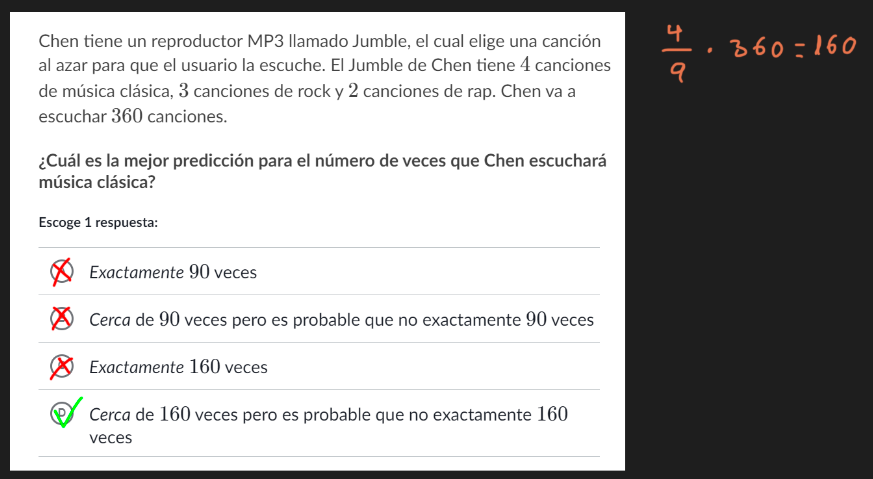 Chen tiene un reproductor MP3 llamado Jumble, el cual elige una canción
al azar para que el usuario la escuche. El Jumble de Chen tiene 4 canciones
de música clásica, 3 canciones de rock y 2 canciones de rap. Chen va a
escuchar 360 canciones.
4/9 · 360 = 160
¿Cuál es la mejor predicción para el número de veces que Chen escuchará
música clásica?
Escoge 1 respuesta:
Exactamente 90 veces
Cerca de 90 veces pero es probable que no exactamente 90 veces
Exactamente 160 veces
D Cerca de 160 veces pero es probable que no exactamente 160
veces